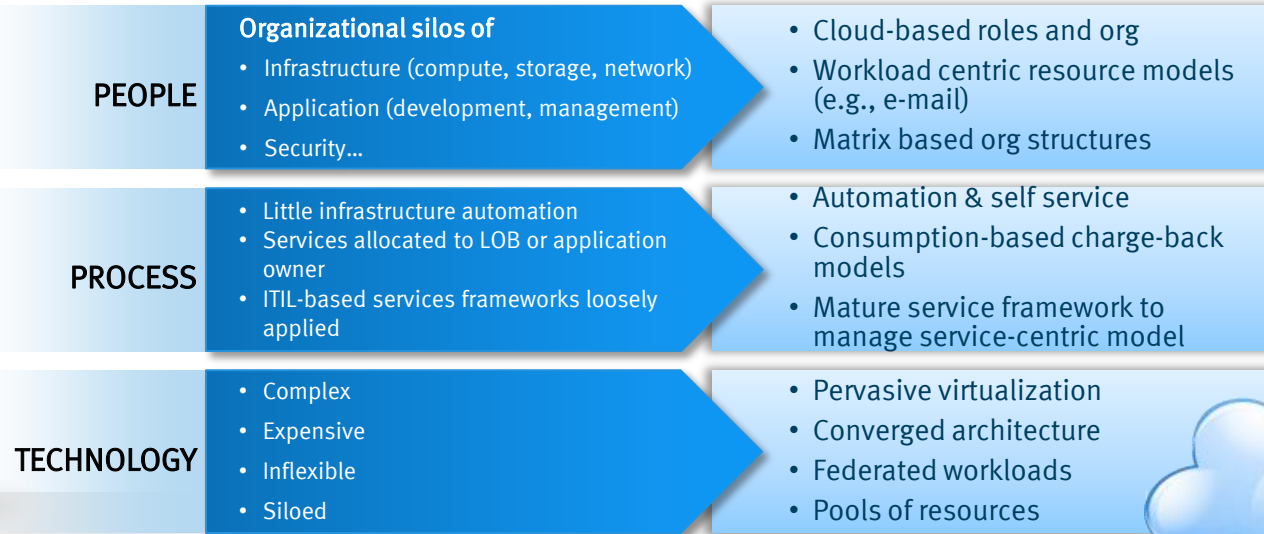 PEOPLE
Organizational silos of
• Infrastructure (compute, storage, network)
• Application (development, management)
• Security…
• Cloud-based roles and org
• Workload centric resource models
(e.g., e-mail)
• Matrix based org structures
PROCESS
• Little infrastructure automation
• Services allocated to LOB or application
owner
• ITIL-based services frameworks loosely
applied
• Automation & self service
• Consumption-based charge-back
models
• Mature service framework to
manage service-centric model
TECHNOLOGY
• Complex
• Expensive
• Inflexible
• Siloed
• Pervasive virtualization
• Converged architecture
• Federated workloads
• Pools of resources